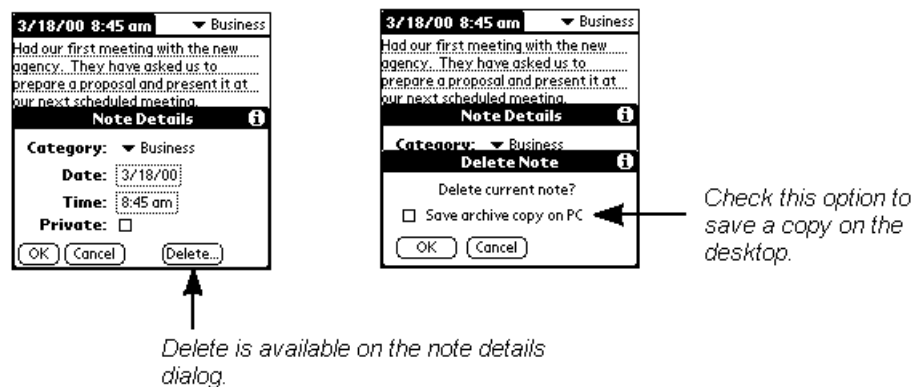 3/18/00 8:45 am Business
Had our first meeting with the new
agency. They have asked us to
prepare a proposal and present it at
our next scheduled meeting.
Note Details
Category: Business
Date: 3/18/00
Time: 8:45 am
Private:
OK Cancel Delete...
Delete is available on the note details
dialog.
3/18/00 8:45 am Business
Had our first meeting with the new
agency. They have asked us to
prepare a proposal and present it at
our next scheduled meeting.
Note Details
Category: Business
Delete Note
Delete current note?
Save archive copy on PC
OK Cancel
Check this option to
save a copy on the
desktop.